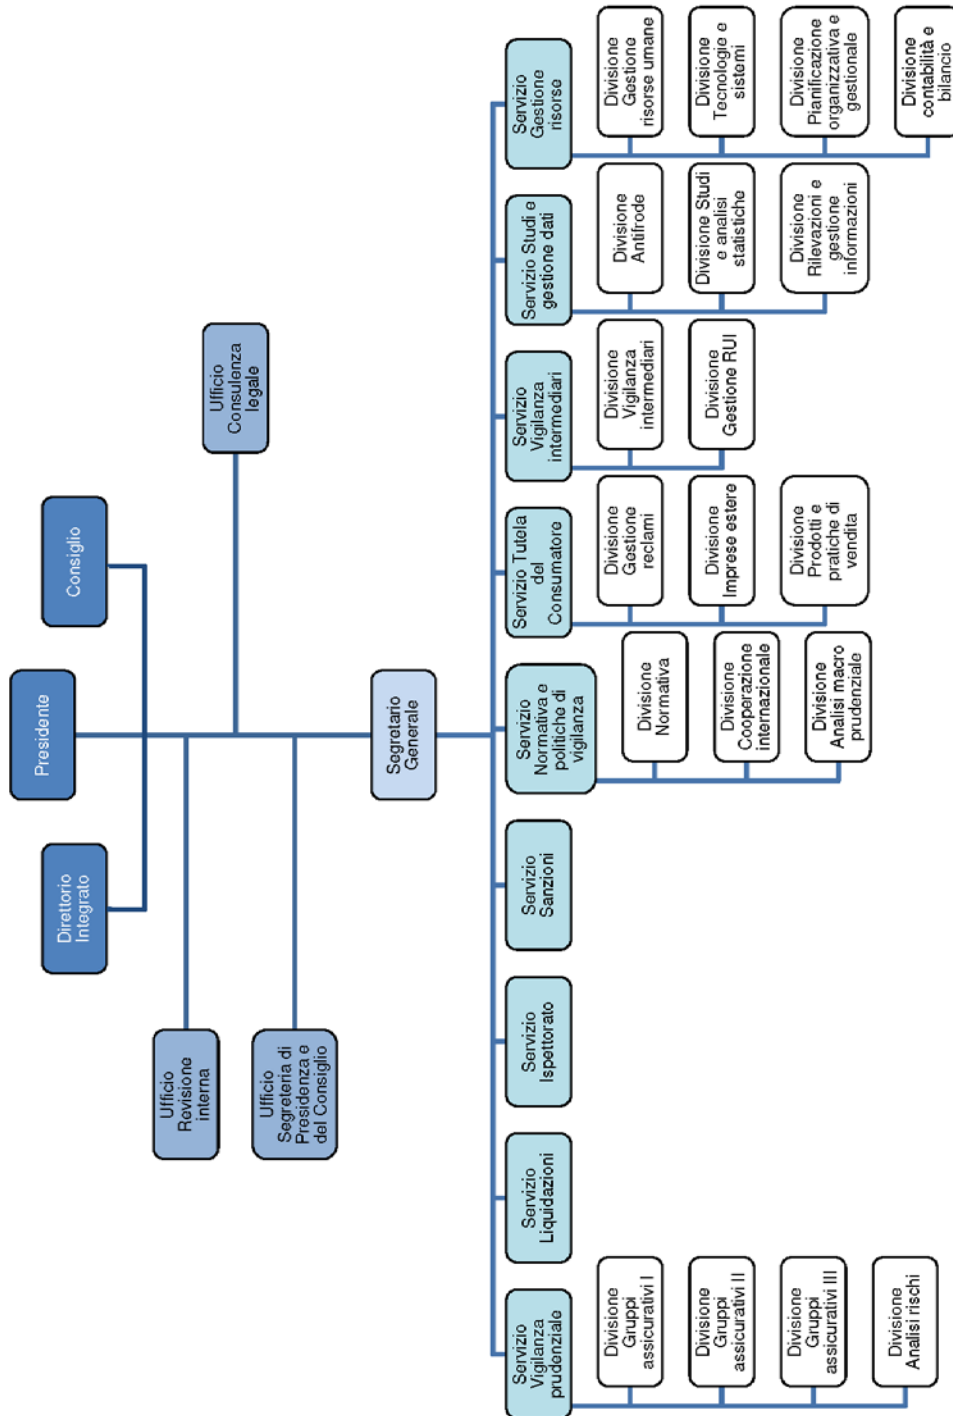 Presidente
Direttorio
Integrato
Consiglio
Ufficio
Revisione
interna
Ufficio
Consulenza
legale
Ufficio
Segreteria di
Presidenza e
del Consiglio
Segretario
Generale
Servizio
Vigilanza
prudenziale
Divisione
Gruppi
assicurativi I
Divisione
Gruppi
assicurativi II
Divisione
Gruppi
assicurativi III
Divisione
Analisi rischi
Servizio
Liquidazioni
Servizio
Ispettorato
Servizio
Sanzioni
Servizio
Normativa e
politiche di
vigilanza
Divisione
Normativa
Divisione
Cooperazione
internazionale
Divisione
Analisi macro
prudenziale
Servizio Tutela
del
Consumatore
Divisione
Gestione
reclami
Divisione
Imprese estere
Divisione
Prodotti e
pratiche di
vendita
Servizio
Vigilanza
intermediari
Divisione
Vigilanza
intermediari
Divisione
Gestione RUI
Servizio Studi e
gestione dati
Divisione
Antifrode
Divisione Studi
e analisi
statistiche
Divisione
Rilevazioni e
gestione
informazioni
Servizio
Gestione
risorse
Divisione
Gestione
risorse umane
Divisione
Tecnologie e
sistemi
Divisione
Pianificazione
organizzativa e
gestionale
Divisione
contabilità e
bilancio